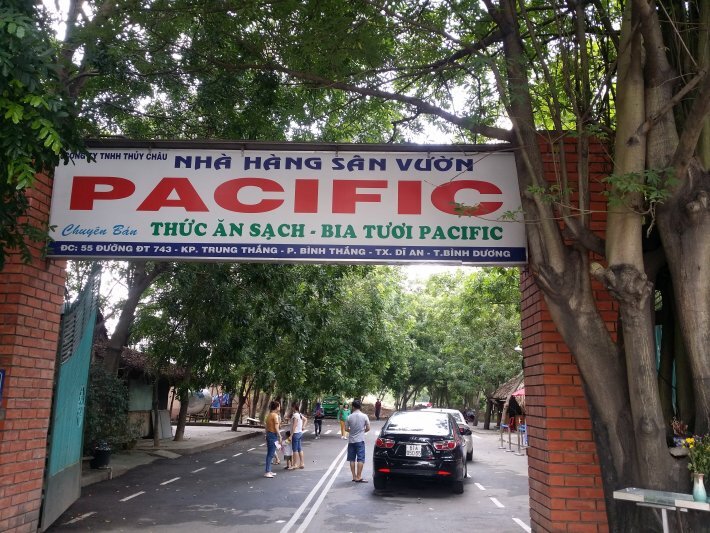 CÔNG TY TNHH THỦY CHÂU
NHÀ HÀNG SÂN VƯỜN
PACIFIC
Chuyên Bán THỨC ĂN SẠCH - BIA TƯƠI PACIFIC
ĐC: 55 ĐƯỜNG ĐT 743 - KP. TRUNG THẮNG - P. BÌNH THẮNG - TX. DĨ AN - T.BÌNH DƯƠNG
61A